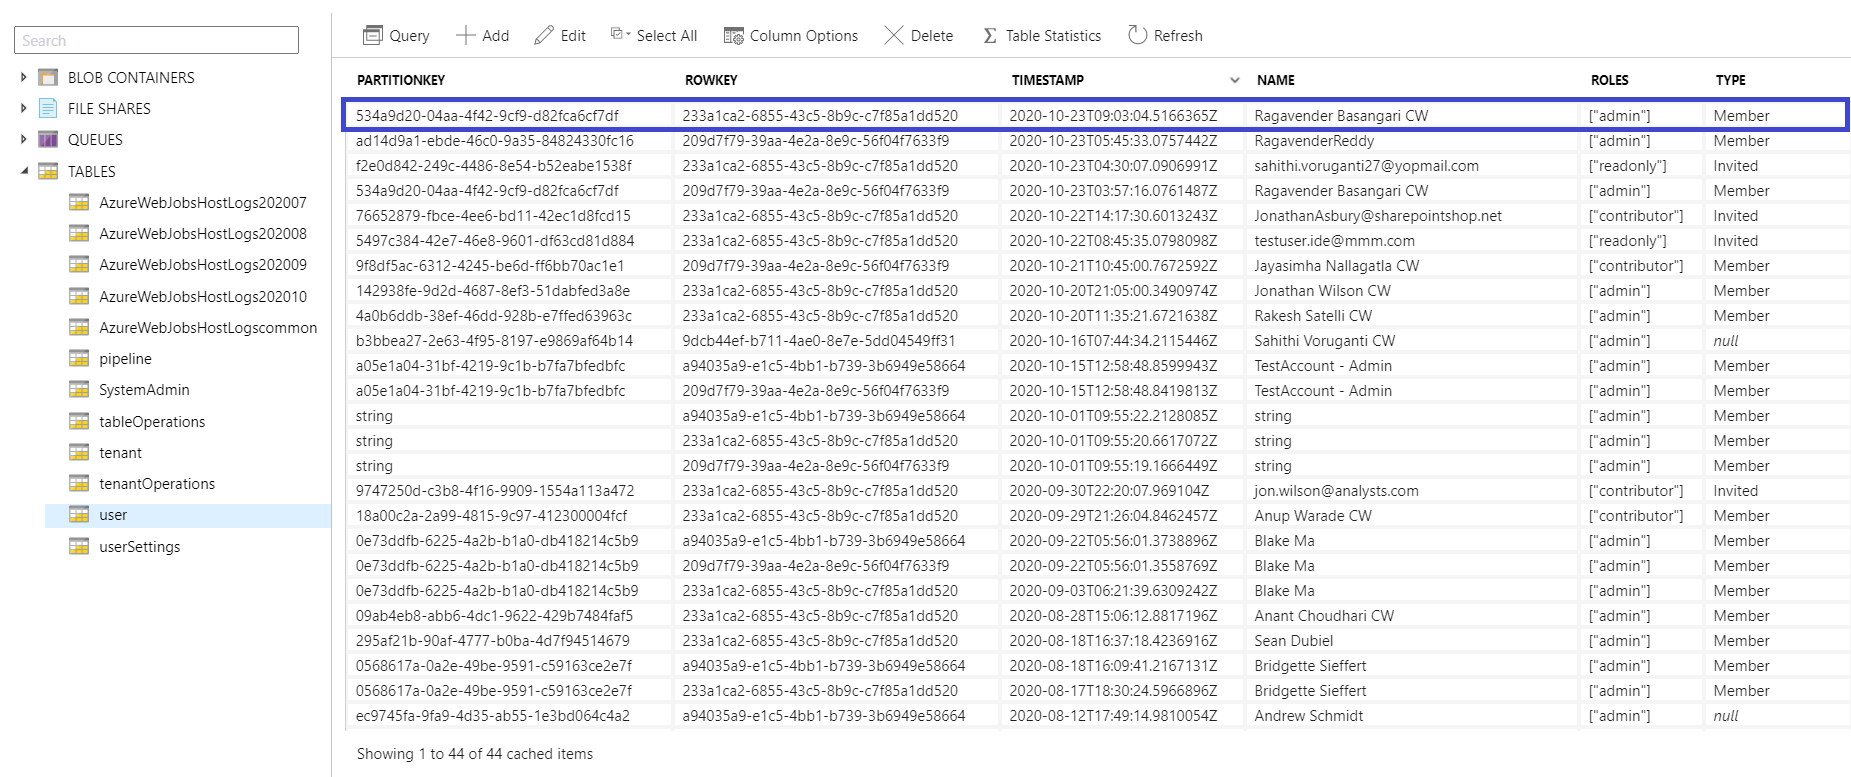 Search
BLOB CONTAINERS
FILE SHARES
QUEUES
TABLES
AzureWebJobsHostLogs202007
AzureWebJobsHostLogs202008
AzureWebJobsHostLogs202009
AzureWebJobsHostLogs202010
AzureWebJobsHostLogscommon
pipeline
SystemAdmin
tableOperations
tenant
tenantOperations
user
userSettings
Query Add Edit Select All Column Options Delete Table Statistics Refresh
PARTITIONKEY ROWKEY TIMESTAMP NAME ROLES TYPE
534a9d20-04aa-4f42-9cf9-d82fca6cf7df 233a1ca2-6855-43c5-8b9c-c7f85a1dd520 2020-10-23T09:03:04.5166365Z Ragavender Basangari CW ["admin"] Member
ad14d9a1-ebde-46c0-9a35-84824330fc16 209d7f79-39aa-4e2a-8e9c-56f04f7633f9 2020-10-23T05:45:33.0757442Z RagavenderReddy ["admin"] Member
f2e0d842-249c-4486-8e54-b52eabe1538f 233a1ca2-6855-43c5-8b9c-c7f85a1dd520 2020-10-23T04:30:07.0906991Z sahithi.voruganti27@yopmail.com ["readonly"] Invited
534a9d20-04aa-4f42-9cf9-d82fca6cf7df 209d7f79-39aa-4e2a-8e9c-56f04f7633f9 2020-10-23T03:57:16.0761487Z Ragavender Basangari CW ["admin"] Member
76652879-fbce-4ee6-bd11-42ec1d8fcd15 233a1ca2-6855-43c5-8b9c-c7f85a1dd520 2020-10-22T14:17:30.6013243Z JonathanAsbury@sharepointshop.net ["contributor"] Invited
5497c384-42e7-46e8-9601-df63cd81d884 233a1ca2-6855-43c5-8b9c-c7f85a1dd520 2020-10-22T08:45:35.0798098Z testuser.ide@mmm.com ["readonly"] Invited
9f8df5ac-6312-4245-be6d-ff6bb70ac1e1 209d7f79-39aa-4e2a-8e9c-56f04f7633f9 2020-10-21T10:45:00.7672592Z Jayasimha Nallagatla CW ["contributor"] Member
142938fe-9d2d-4687-8ef3-51dabfed3a8e 233a1ca2-6855-43c5-8b9c-c7f85a1dd520 2020-10-20T21:05:00.3490974Z Jonathan Wilson CW ["admin"] Member
4a0b6ddb-38ef-46dd-928b-e7ffed63963c 233a1ca2-6855-43c5-8b9c-c7f85a1dd520 2020-10-20T11:35:21.6721638Z Rakesh Satelli CW ["admin"] Member
b3bbea27-2e63-4f95-8197-e9869af64b14 9dcb44ef-b711-4ae0-8e7e-5dd04549ff31 2020-10-16T07:44:34.2115446Z Sahithi Voruganti CW ["admin"] null
a05e1a04-31bf-4219-9c1b-b7fa7bfedbfc a94035a9-e1c5-4bb1-b739-3b6949e58664 2020-10-15T12:58:48.8599943Z TestAccount - Admin ["admin"] Member
a05e1a04-31bf-4219-9c1b-b7fa7bfedbfc 209d7f79-39aa-4e2a-8e9c-56f04f7633f9 2020-10-15T12:58:48.8419813Z TestAccount - Admin ["admin"] Member
string a94035a9-e1c5-4bb1-b739-3b6949e58664 2020-10-01T09:55:22.2128085Z string ["admin"] Member
string 233a1ca2-6855-43c5-8b9c-c7f85a1dd520 2020-10-01T09:55:20.6617072Z string ["admin"] Member
string 209d7f79-39aa-4e2a-8e9c-56f04f7633f9 2020-10-01T09:55:19.1666449Z string ["admin"] Member
9747250d-c3b8-4f16-9909-1554a113a472 233a1ca2-6855-43c5-8b9c-c7f85a1dd520 2020-09-30T22:20:07.969104Z jon.wilson@analysts.com ["contributor"] Invited
18a00c2a-2a99-4815-9c97-412300004fcf 233a1ca2-6855-43c5-8b9c-c7f85a1dd520 2020-09-29T21:26:04.8462457Z Anup Warade CW ["contributor"] Member
0e73ddfb-6225-4a2b-b1a0-db418214c5b9 a94035a9-e1c5-4bb1-b739-3b6949e58664 2020-09-22T05:56:01.3738896Z Blake Ma ["admin"] Member
0e73ddfb-6225-4a2b-b1a0-db418214c5b9 209d7f79-39aa-4e2a-8e9c-56f04f7633f9 2020-09-22T05:56:01.3558769Z Blake Ma ["admin"] Member
0e73ddfb-6225-4a2b-b1a0-db418214c5b9 233a1ca2-6855-43c5-8b9c-c7f85a1dd520 2020-09-03T06:21:39.6309242Z Blake Ma ["admin"] Member
09ab4eb8-abb6-4dc1-9622-429b7484faf5 233a1ca2-6855-43c5-8b9c-c7f85a1dd520 2020-08-28T15:06:12.8817196Z Anant Choudhari CW ["admin"] Member
295af21b-90af-4777-b0ba-4d7f94514679 233a1ca2-6855-43c5-8b9c-c7f85a1dd520 2020-08-18T16:37:18.4236916Z Sean Dubiel ["admin"] Member
0568617a-0a2e-49be-9591-c59163ce2e7f a94035a9-e1c5-4bb1-b739-3b6949e58664 2020-08-18T16:09:41.2167131Z Bridgette Sieffert ["admin"] Member
0568617a-0a2e-49be-9591-c59163ce2e7f 233a1ca2-6855-43c5-8b9c-c7f85a1dd520 2020-08-17T18:30:24.5966896Z Bridgette Sieffert ["admin"] Member
ec9745fa-9fa9-4d35-ab55-1e3bd064c4a2 a94035a9-e1c5-4bb1-b739-3b6949e58664 2020-08-12T17:49:14.9810054Z Andrew Schmidt ["admin"] null
Showing 1 to 44 of 44 cached items